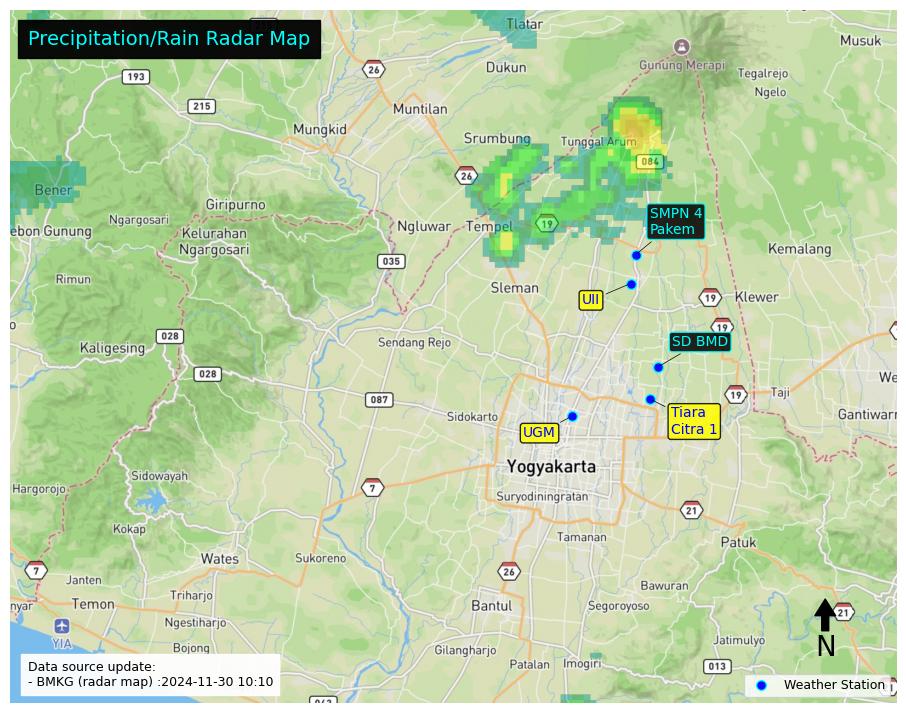 Precipitation/Rain Radar Map
Tlatar
Musuk
26
Gunung Merapi
Dukun
Tegalrejo
193
Ngelo
215
Muntilan
Mungkid
Srumbung
Tunggal Arum
084
26
Bener
Giripurno
Ngargosari
SMPN 4
Pakem
Ngluwar
Tempel
19
ebon Gunung
Kelurahan
Ngargosari
Kemalang
035
Rimun
Sleman
UII
19
Klewer
19
028
Sendang Rejo
SD BMD
Kaligesing
028
We
087
19
Taji
Sidokarto
Tiara
Citra 1
Gantiwarn
UGM
Yogyakarta
Sidowayah
Hargorojo
7
Suryodiningratan
21
Kokap
Tamanan
Patuk
Wates
Sukoreno
7
26
Janten
Bawuran
Triharjo
nyar
Temon
Bantul
Segoroyoso
21
Ngestiharjo
YIA
Jatimulyo
N
Bojong
Gilangharjo
Patalan
Imogiri
013
Data source update:
- BMKG (radar map) :2024-11-30 10:10
Weather Station